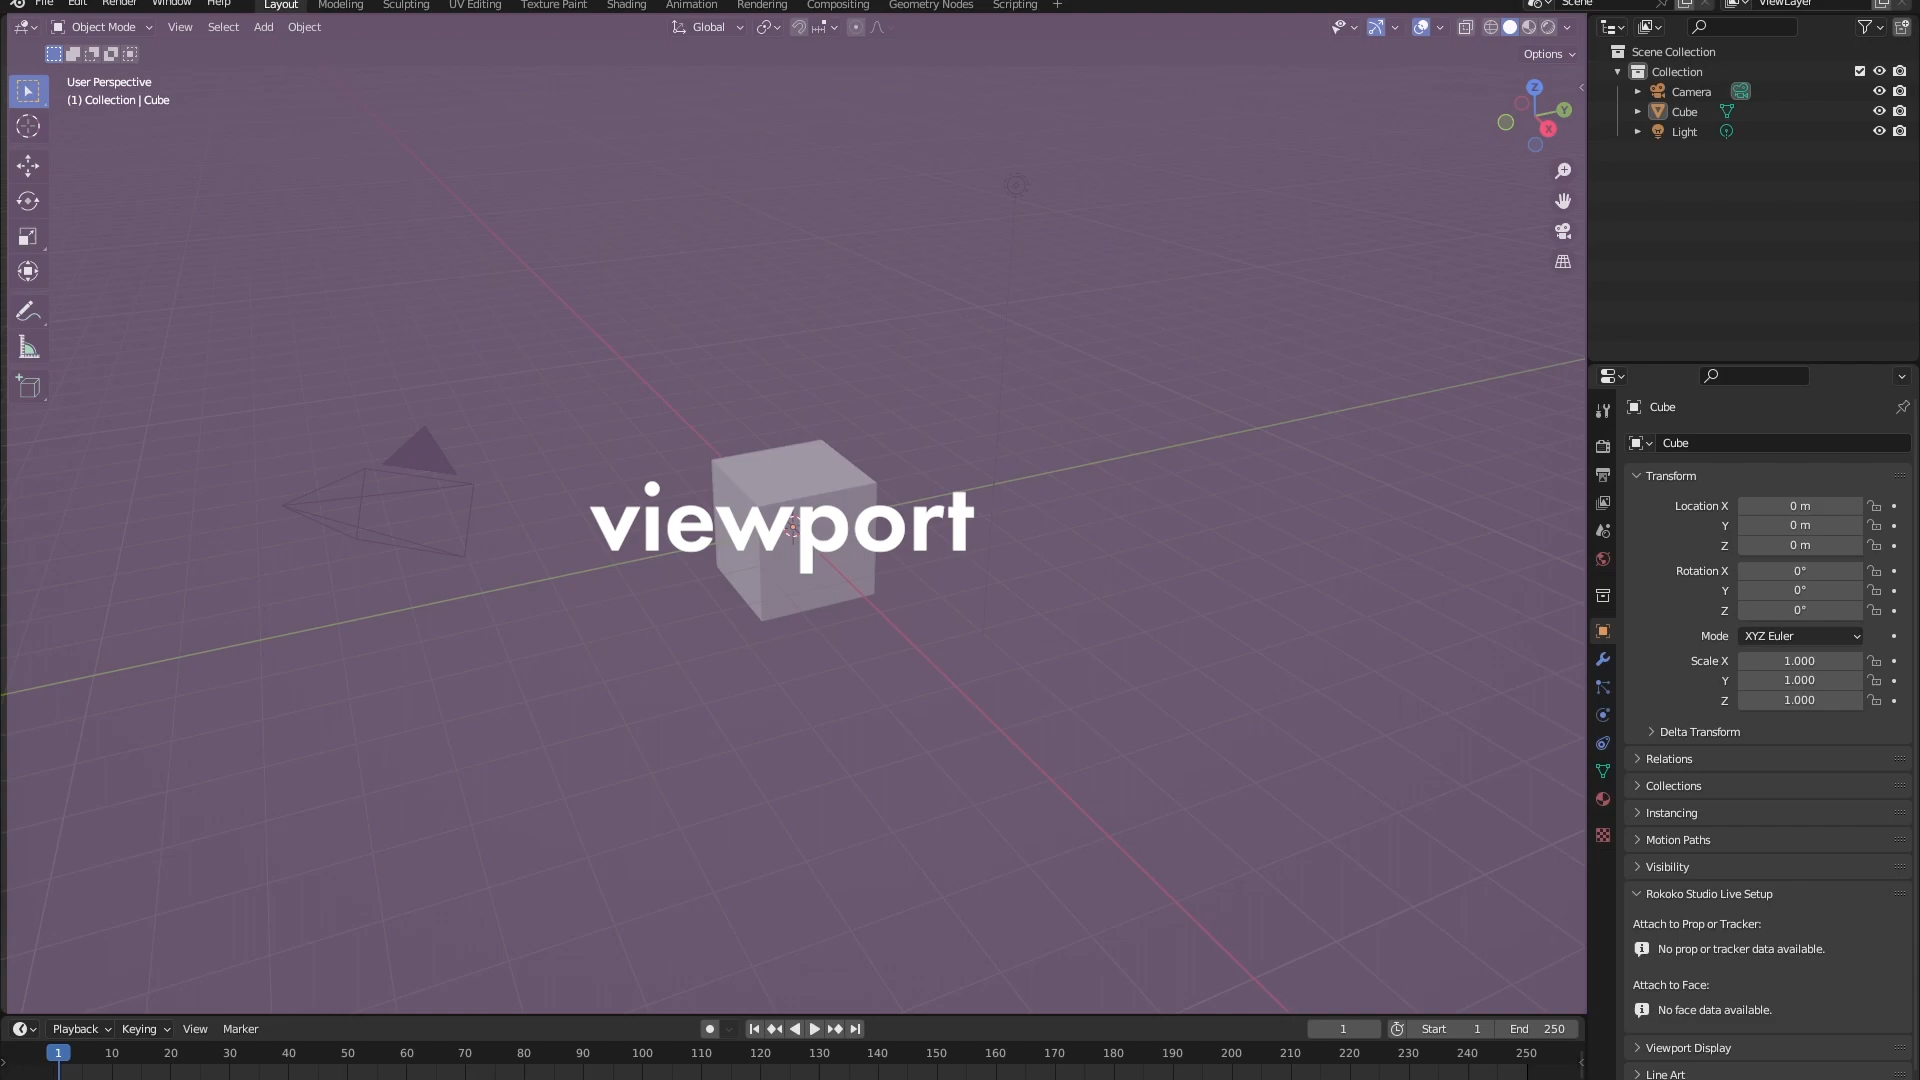 File Edit Render Window Help Layout Modeling Sculpting UV Editing Texture Paint Shading Animation Rendering Compositing Geometry Nodes Scripting + Scene ViewLayer
Object Mode View Select Add Object Global
Options
User Perspective
(1) Collection | Cube
Z
Y
X
viewport
Scene Collection
Collection
Camera
Cube
Light
Cube
Cube
Transform
Location X 0 m
Y 0 m
Z 0 m
Rotation X 0°
Y 0°
Z 0°
Mode XYZ Euler
Scale X 1.000
Y 1.000
Z 1.000
Delta Transform
Relations
Collections
Instancing
Motion Paths
Visibility
Rokoko Studio Live Setup
Attach to Prop or Tracker:
No prop or tracker data available.
Attach to Face:
No face data available.
Viewport Display
Line Art
Playback Keying View Marker 1 Start 1 End 250
1 10 20 30 40 50 60 70 80 90 100 110 120 130 140 150 160 170 180 190 200 210 220 230 240 250